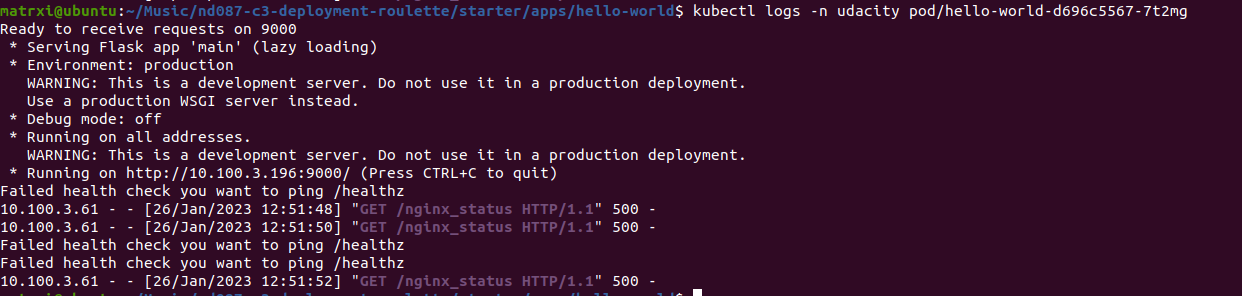 matrxi@ubuntu:~/Music/nd087-c3-deployment-roulette/starter/apps/hello-world$ kubectl logs -n udacity pod/hello-world-d696c5567-7t2mg
Ready to receive requests on 9000
 * Serving Flask app 'main' (lazy loading)
 * Environment: production
   WARNING: This is a development server. Do not use it in a production deployment.
   Use a production WSGI server instead.
 * Debug mode: off
 * Running on all addresses.
   WARNING: This is a development server. Do not use it in a production deployment.
 * Running on http://10.100.3.196:9000/ (Press CTRL+C to quit)
Failed health check you want to ping /healthz
10.100.3.61 - - [26/Jan/2023 12:51:48] "GET /nginx_status HTTP/1.1" 500 -
10.100.3.61 - - [26/Jan/2023 12:51:50] "GET /nginx_status HTTP/1.1" 500 -
Failed health check you want to ping /healthz
Failed health check you want to ping /healthz
10.100.3.61 - - [26/Jan/2023 12:51:52] "GET /nginx_status HTTP/1.1" 500 -